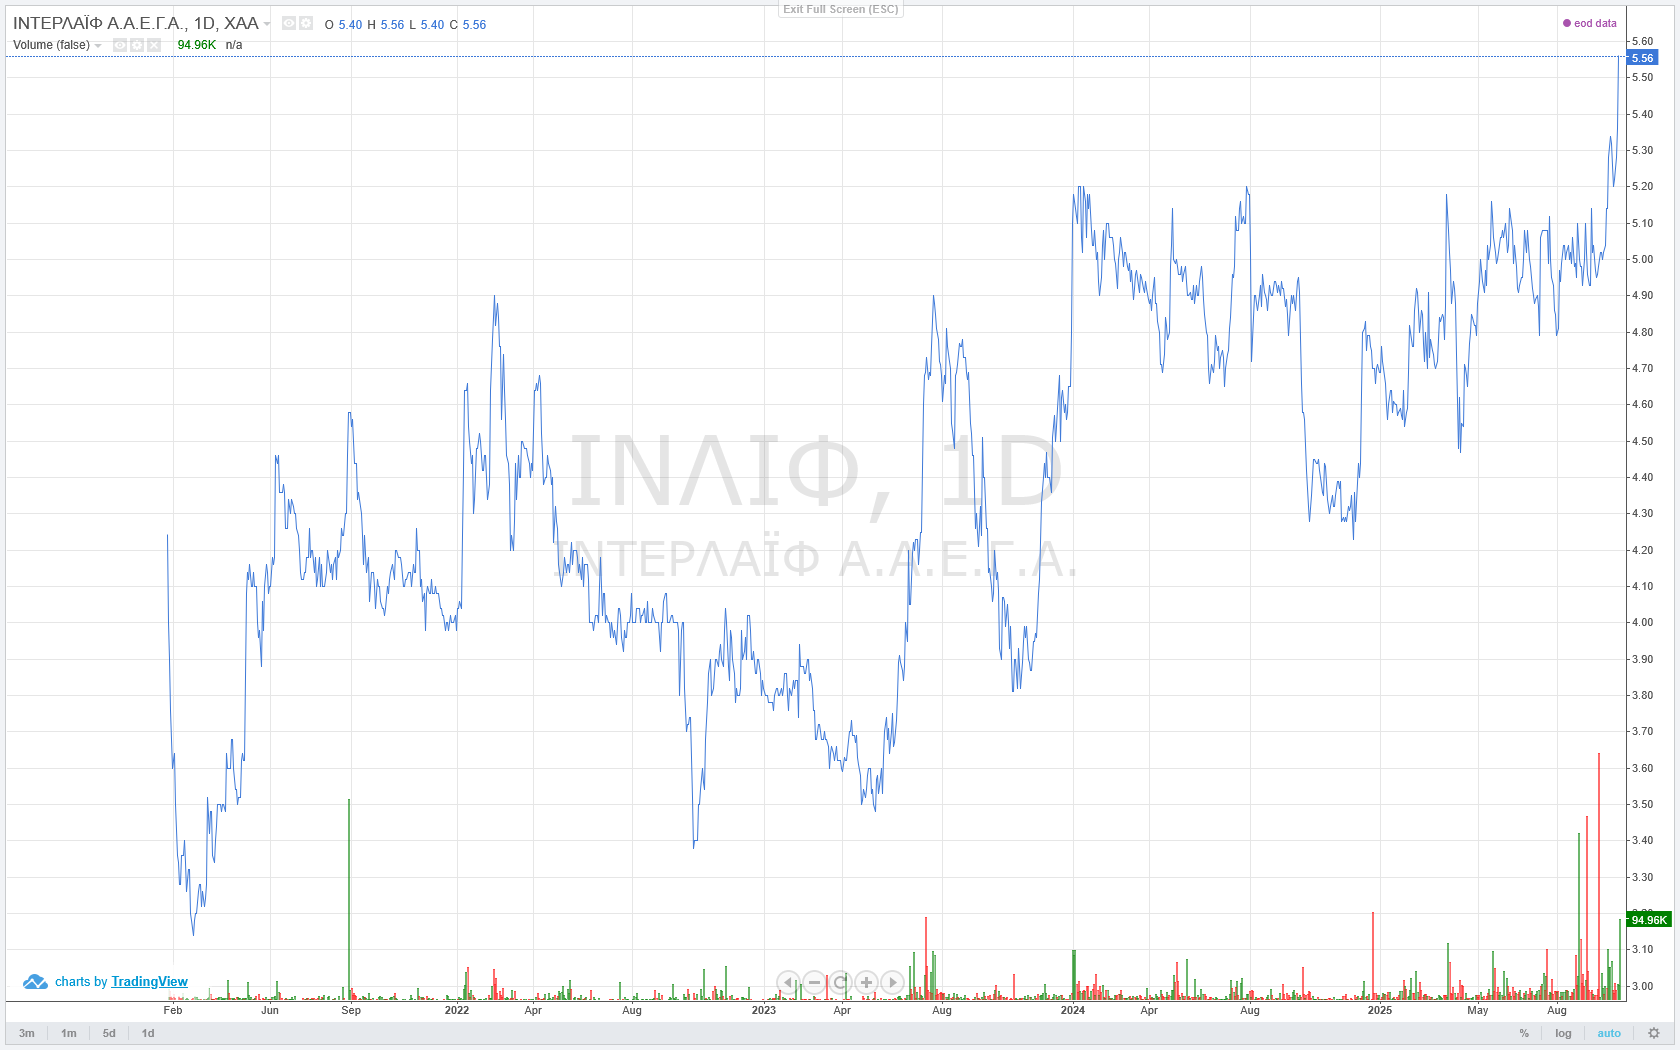 Exit Full Screen (ESC)
ΙΝΤΕΡΛΑΪΦ Α.Α.Ε.Γ.Α., 1D, ΧΑΑ O 5.40 H 5.56 L 5.40 C 5.56
eod data
Volume (false) 94.96K n/a
5.60
5.56
5.50
5.40
5.30
5.20
5.10
5.00
4.90
4.80
4.70
4.60
4.50
4.40
4.30
4.20
4.10
4.00
3.90
3.80
3.70
3.60
3.50
3.40
3.30
94.96K
3.10
3.00
ΙΝΛΙΦ, 1D
ΙΝΤΕΡΛΑΪΦ Α.Α.Ε.Γ.Α.
charts by TradingView
Feb Jun Sep 2022 Apr Aug 2023 Apr Aug 2024 Apr Aug 2025 May Aug
3m 1m 5d 1d % log auto